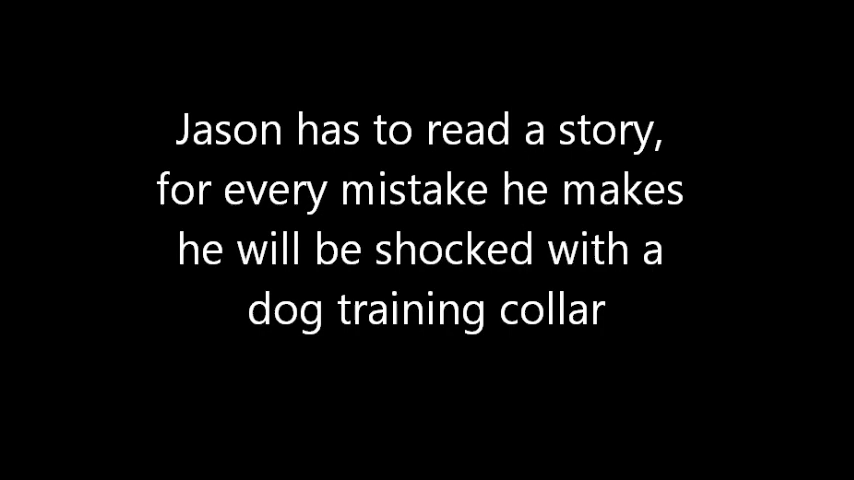 Jason has to read a story,
for every mistake he makes
he will be shocked with a
dog training collar